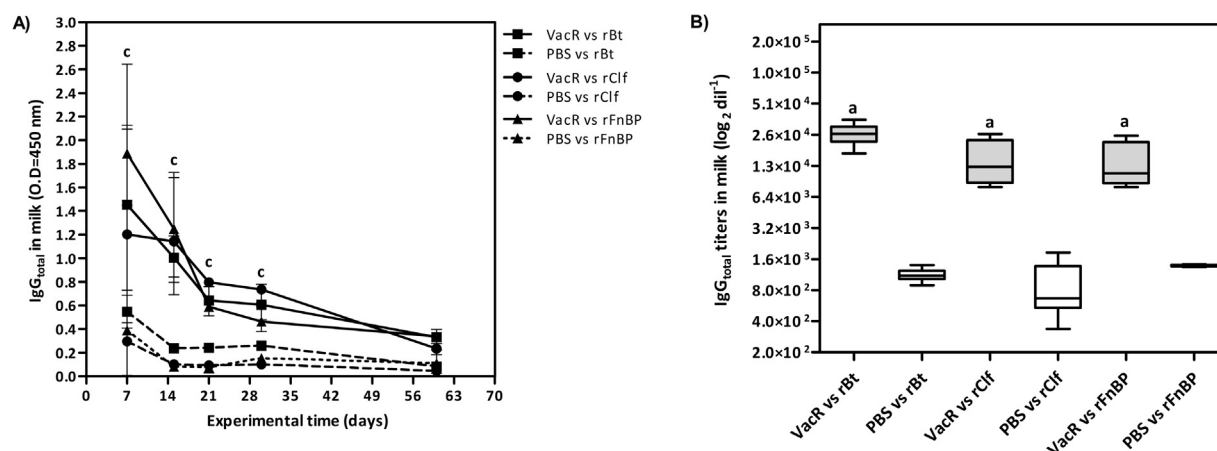 A)
IgGtotal in milk (O.D=450 nm)
3.0
2.8
2.6
2.4
2.2
2.0
1.8
1.6
1.4
1.2
1.0
0.8
0.6
0.4
0.2
0.0
c
c
c
c
0 7 14 21 28 35 42 49 56 63 70
Experimental time (days)
VacR vs rBt
PBS vs rBt
VacR vs rClf
PBS vs rClf
VacR vs rFnBP
PBS vs rFnBP
B)
IgGtotal titers in milk (log 2 dil-1)
2.0×10⁵
1.0×10⁵
5.1×10⁴
2.6×10⁴
1.3×10⁴
6.4×10³
3.2×10³
1.6×10³
8.0×10²
4.0×10²
2.0×10²
a
a
a
VacR vs rBt
PBS vs rBt
VacR vs rClf
PBS vs rClf
VacR vs rFnBP
PBS vs rFnBP